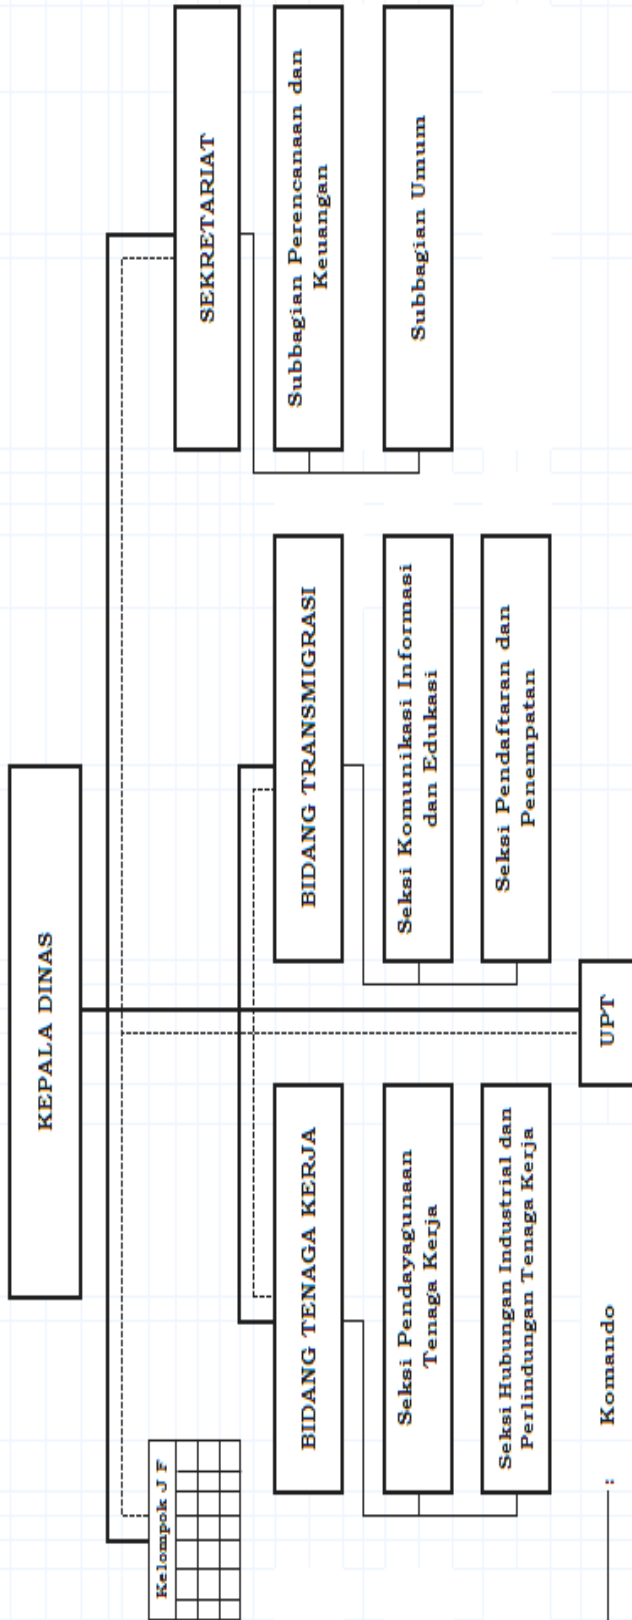 KEPALA DINAS
Kelompok J F
SEKRETARIAT
Subbagian Perencanaan dan
Keuangan
Subbagian Umum
BIDANG TENAGA KERJA
BIDANG TRANSMIGRASI
Seksi Pendayagunaan
Tenaga Kerja
Seksi Komunikasi Informasi
dan Edukasi
Seksi Hubungan Industrial dan
Perlindungan Tenaga Kerja
Seksi Pendaftaran dan
Penempatan
UPT
: Komando